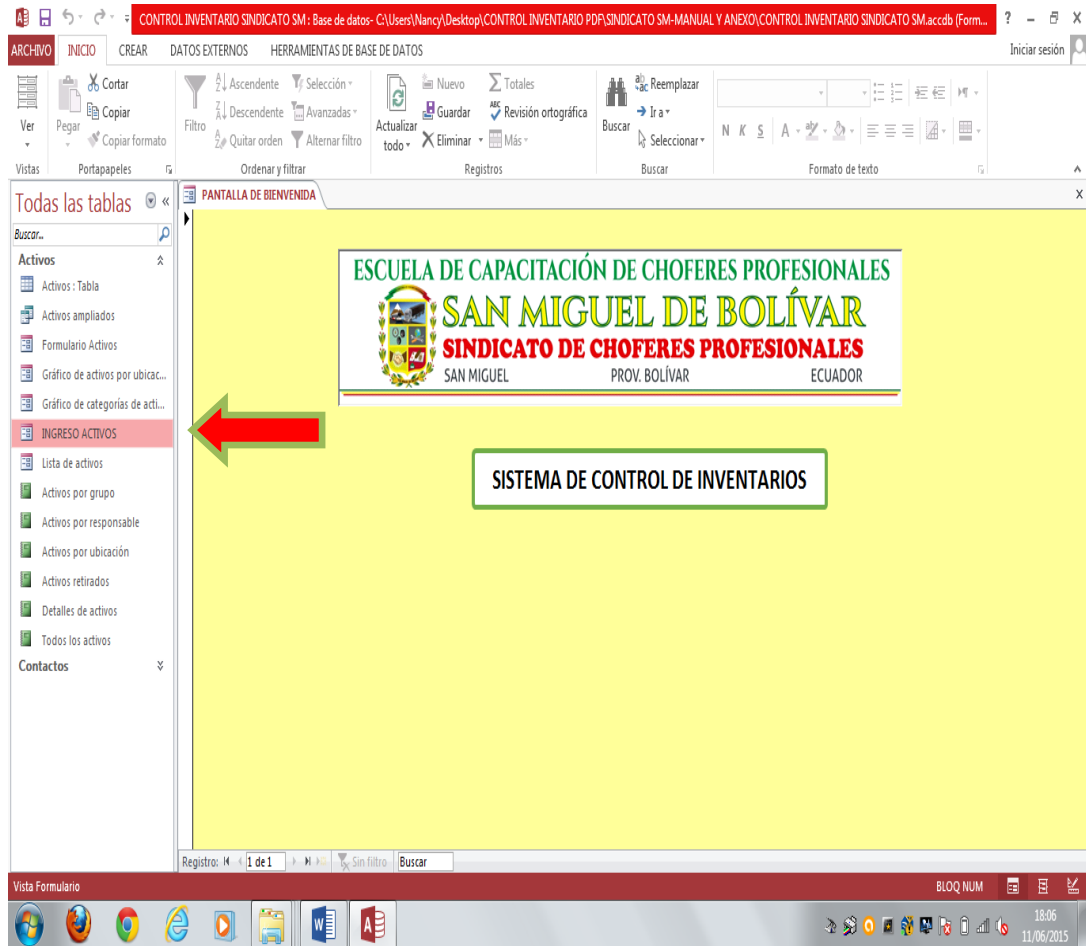 CONTROL INVENTARIO SINDICATO SM : Base de datos- C:\Users\Nancy\Desktop\CONTROL INVENTARIO PDF\SINDICATO SM-MANUAL Y ANEXO\CONTROL INVENTARIO SINDICATO SM.accdb (Form...
ARCHIVO INICIO CREAR DATOS EXTERNOS HERRAMIENTAS DE BASE DE DATOS Iniciar sesión
Ver
Vistas
Pegar
Cortar
Copiar
Copiar formato
Portapapeles
Filtro
Ascendente
Descendente
Quitar orden
Selección
Avanzadas
Alternar filtro
Ordenar y filtrar
Actualizar
todo
Nuevo
Guardar
Eliminar
Totales
Revisión ortográfica
Más
Registros
Buscar
Reemplazar
Ir a
Seleccionar
Buscar
N K S A
Formato de texto
Todas las tablas
Buscar..
Activos
Activos : Tabla
Activos ampliados
Formulario Activos
Gráfico de activos por ubicac...
Gráfico de categorías de acti...
INGRESO ACTIVOS
Lista de activos
Activos por grupo
Activos por responsable
Activos por ubicación
Activos retirados
Detalles de activos
Todos los activos
Contactos
PANTALLA DE BIENVENIDA
ESCUELA DE CAPACITACIÓN DE CHOFERES PROFESIONALES
SAN MIGUEL DE BOLÍVAR
SINDICATO DE CHOFERES PROFESIONALES
SAN MIGUEL PROV. BOLÍVAR ECUADOR
SISTEMA DE CONTROL DE INVENTARIOS
Registro: 1 de 1 Sin filtro Buscar
Vista Formulario BLOQ NUM
18:06
11/06/2015